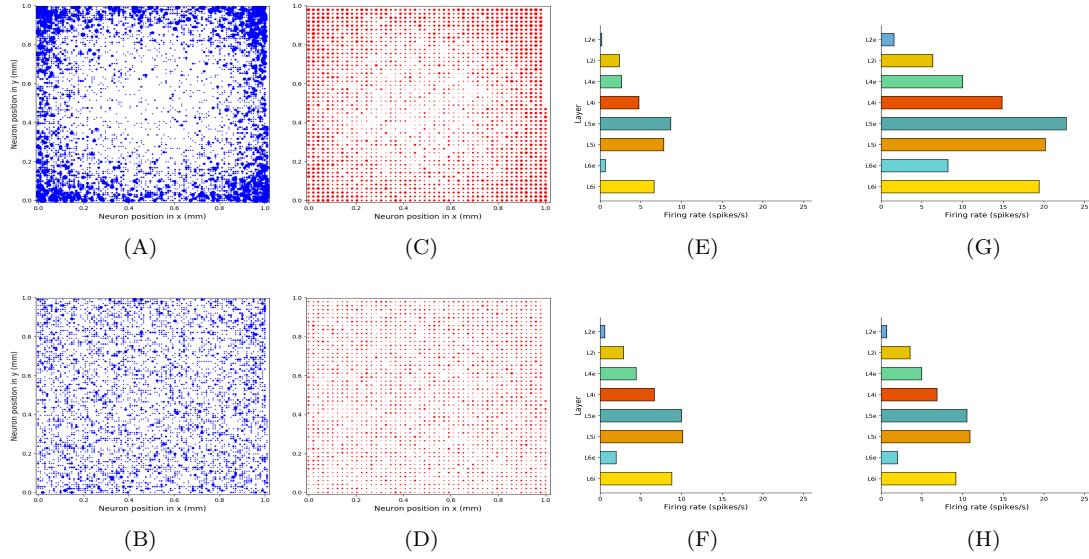 1.0
0.8
0.6
0.4
0.2
0.0
Neuron position in y (mm)
0.0 0.2 0.4 0.6 0.8 1.0
Neuron position in x (mm)
(A)
1.0
0.8
0.6
0.4
0.2
0.0
0.0 0.2 0.4 0.6 0.8 1.0
Neuron position in x (mm)
(C)
L2e
L2i
L4e
L4i
L5e
L5i
L6e
L6i
Layer
0 5 10 15 20 25
Firing rate (spikes/s)
(E)
L2e
L2i
L4e
L4i
L5e
L5i
L6e
L6i
0 5 10 15 20 25
Firing rate (spikes/s)
(G)
1.0
0.8
0.6
0.4
0.2
0.0
Neuron position in y (mm)
0.0 0.2 0.4 0.6 0.8 1.0
Neuron position in x (mm)
(B)
1.0
0.8
0.6
0.4
0.2
0.0
0.0 0.2 0.4 0.6 0.8 1.0
Neuron position in x (mm)
(D)
L2e
L2i
L4e
L4i
L5e
L5i
L6e
L6i
0 5 10 15 20 25
Firing rate (spikes/s)
(F)
L2e
L2i
L4e
L4i
L5e
L5i
L6e
L6i
Layer
0 5 10 15 20 25
Firing rate (spikes/s)
(H)